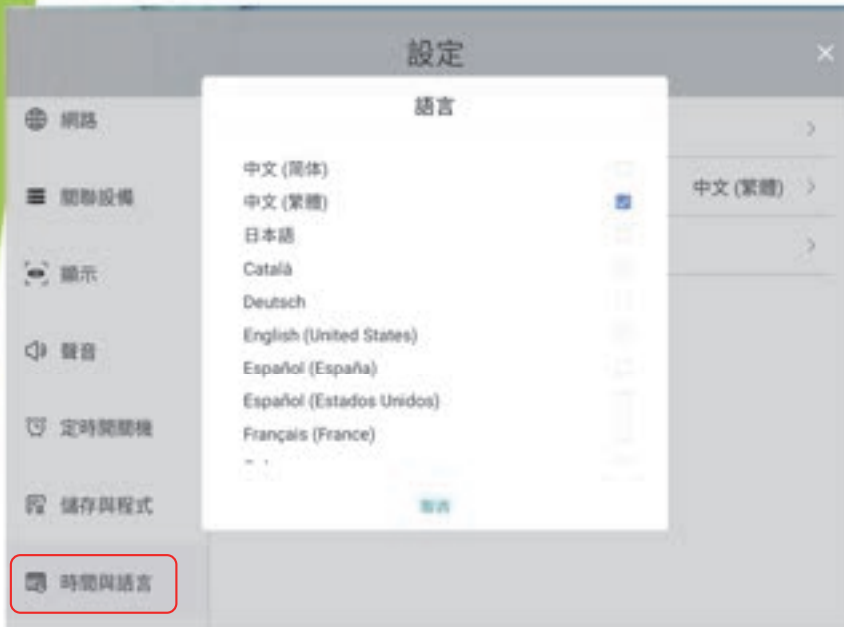 設定
網路
關聯設備
顯示
聲音
定時開關機
儲存與程式
時間與語言
語言
中文 (简体)
中文 (繁體)
日本語
Català
Deutsch
English (United States)
Español (España)
Español (Estados Unidos)
Français (France)
取消
中文 (繁體)